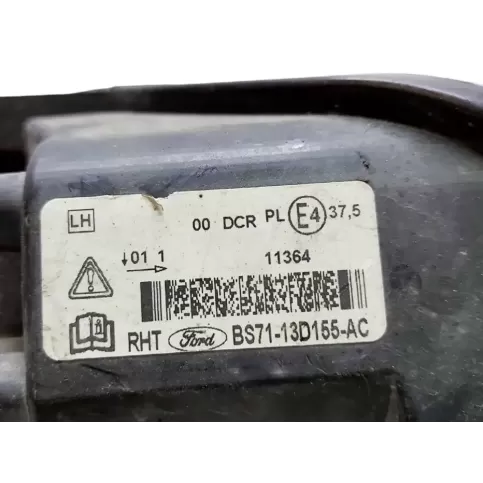 LH 00 DCR PL E4 37,5
↓01 1 11364
RHT Ford BS71-13D155-AC